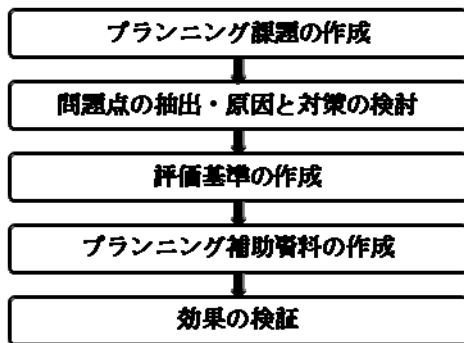 プランニング課題の作成
問題点の抽出・原因と対策の検討
評価基準の作成
プランニング補助資料の作成
効果の検証